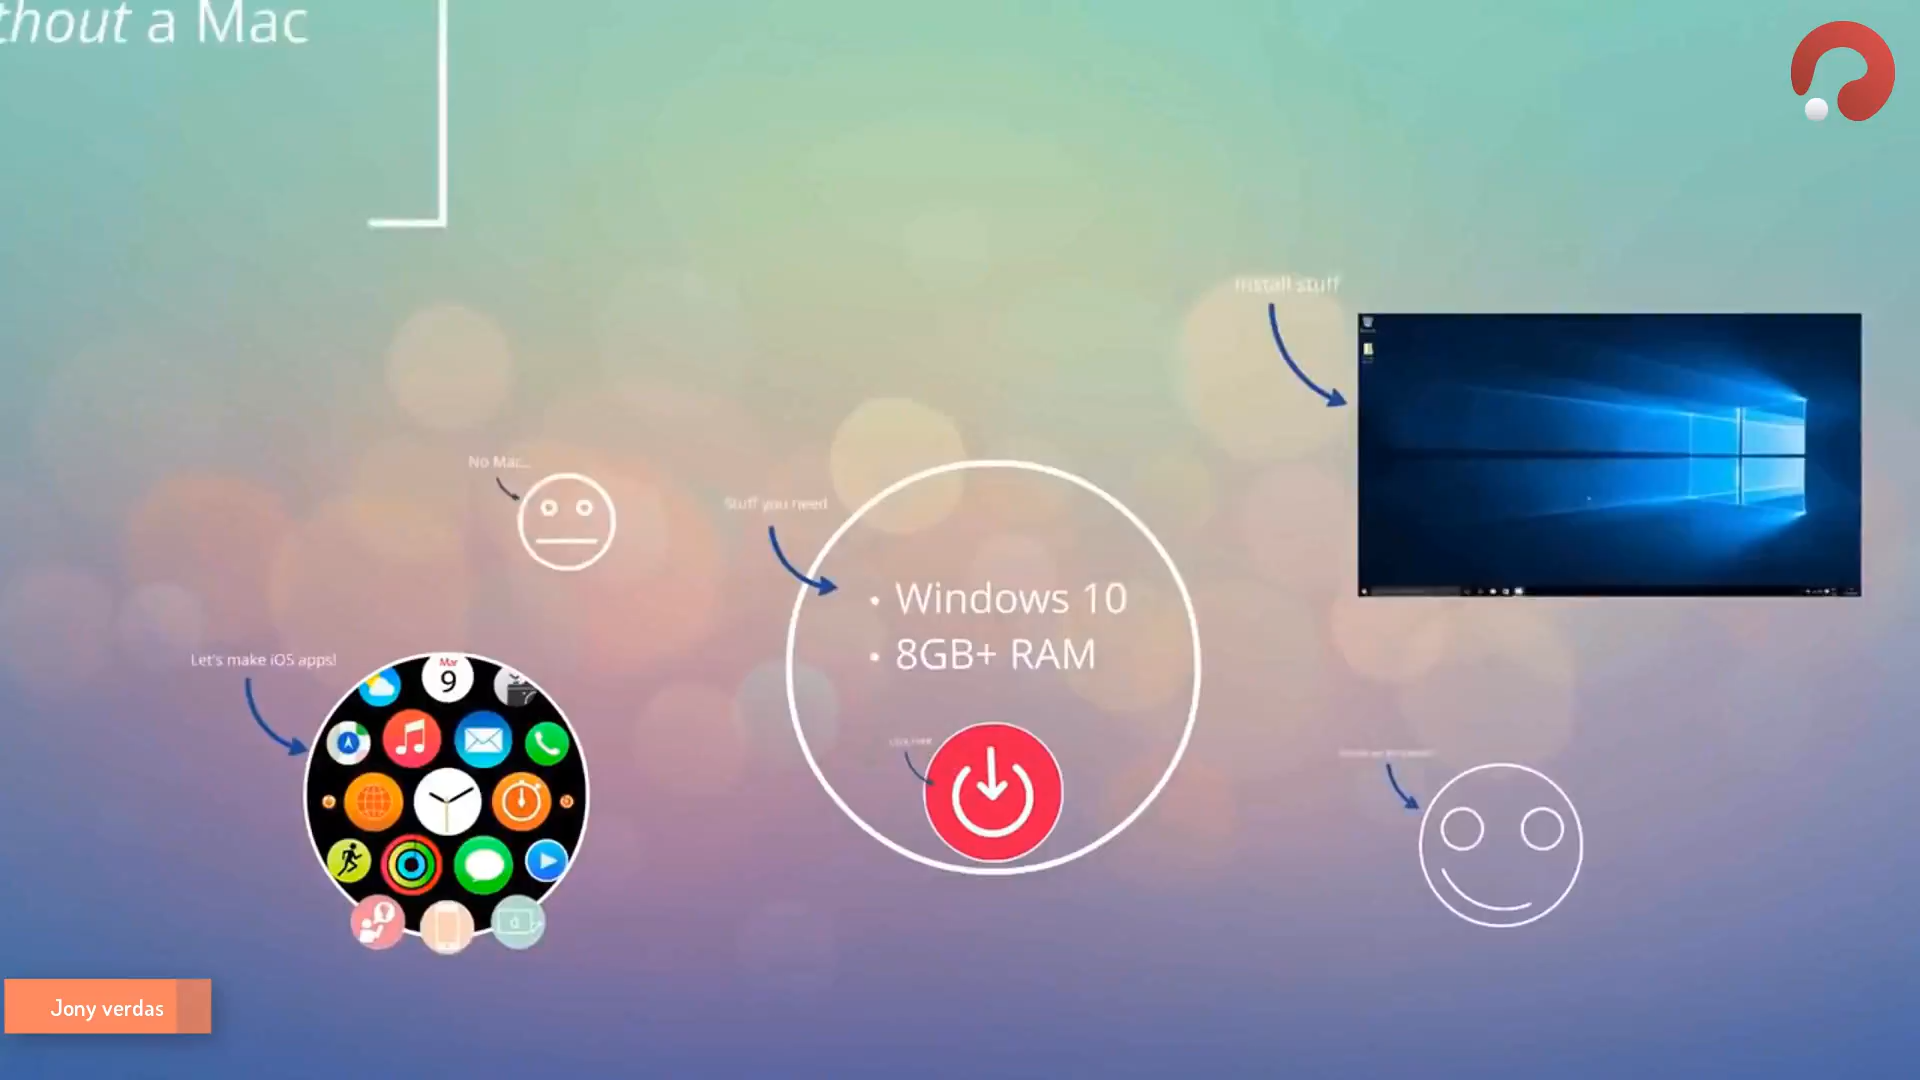 thout a Mac
Install stuff
No Mac...
Stuff you need
• Windows 10
• 8GB+ RAM
Let's make iOS apps!
Mar
9
Jony verdas